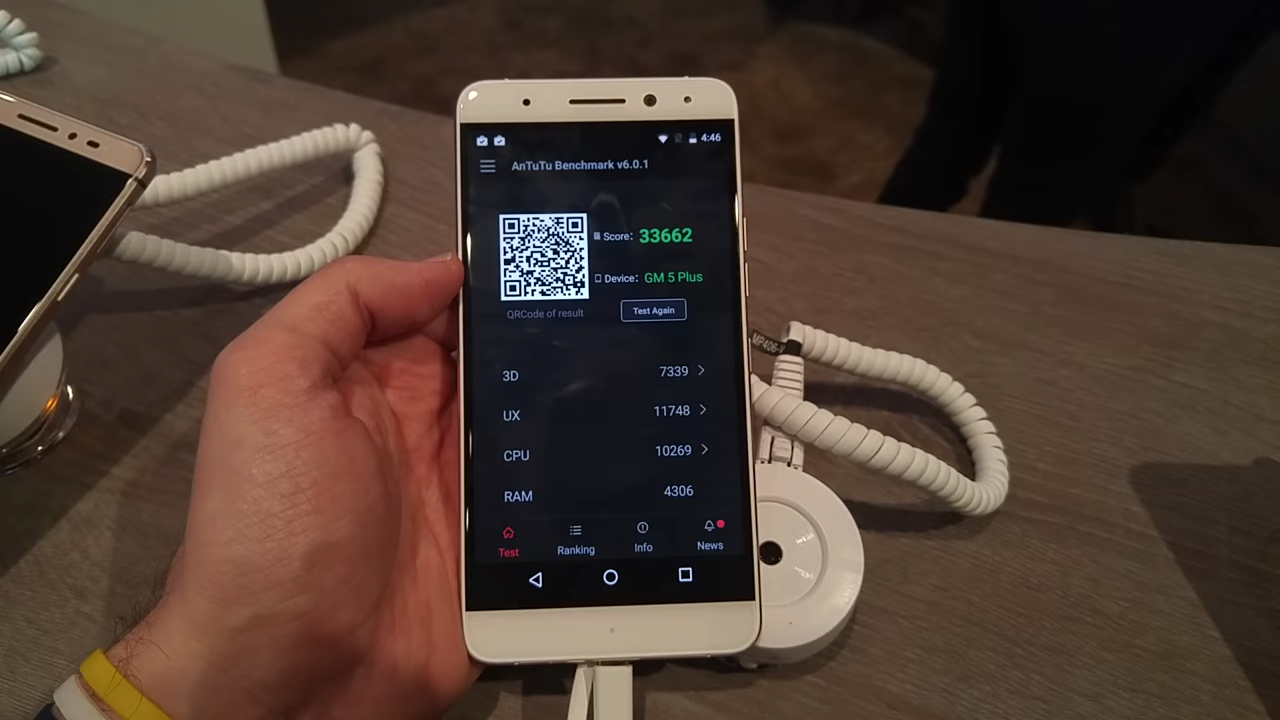 4:46
AnTuTu Benchmark v6.0.1
Score: 33662
Device: GM 5 Plus
QRCode of result
Test Again
3D 7339
UX 11748
CPU 10269
RAM 4306
Test Ranking Info News